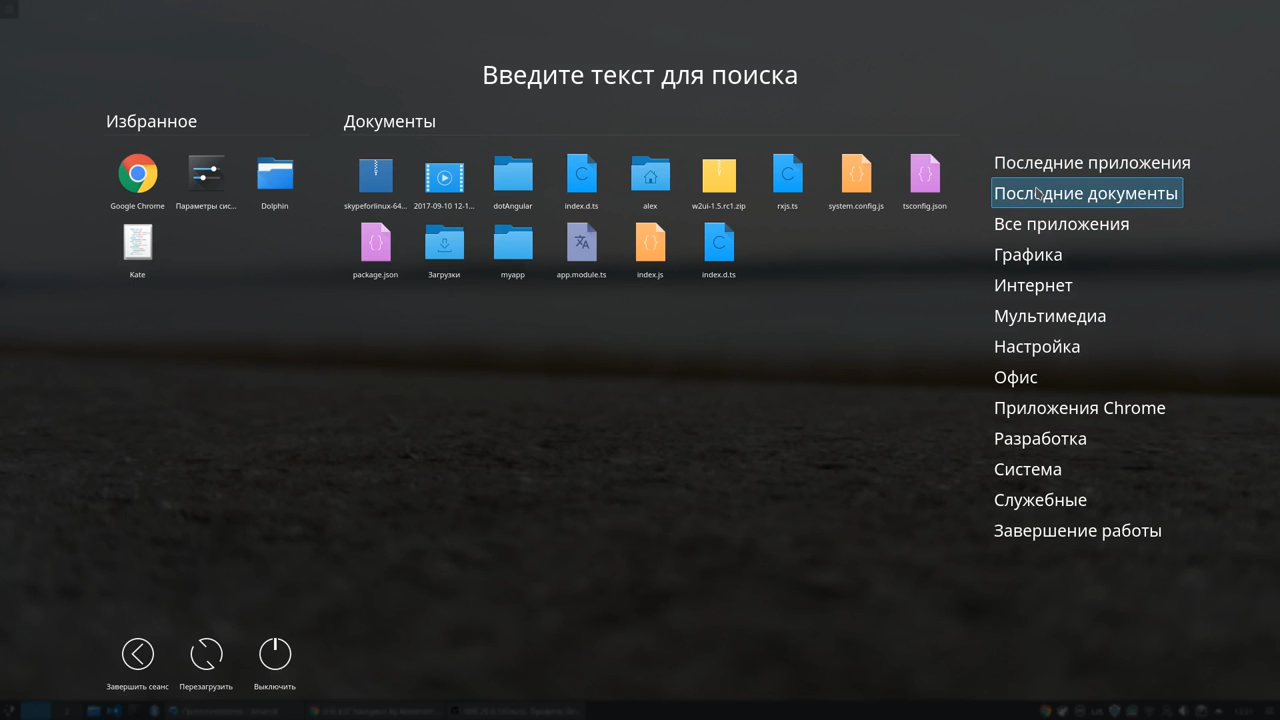 Введите текст для поиска
Избранное
Документы
Google Chrome
Параметры сис...
Dolphin
skypeforlinux-64...
2017-09-10 12-1...
dotAngular
index.d.ts
alex
w2ui-1.5.rc1.zip
rxjs.ts
system.config.js
tsconfig.json
Kate
package.json
Загрузки
myapp
app.module.ts
index.js
index.d.ts
Последние приложения
Последние документы
Все приложения
Графика
Интернет
Мультимедиа
Настройка
Офис
Приложения Chrome
Разработка
Система
Служебные
Завершение работы
Завершить сеанс
Перезагрузить
Выключить